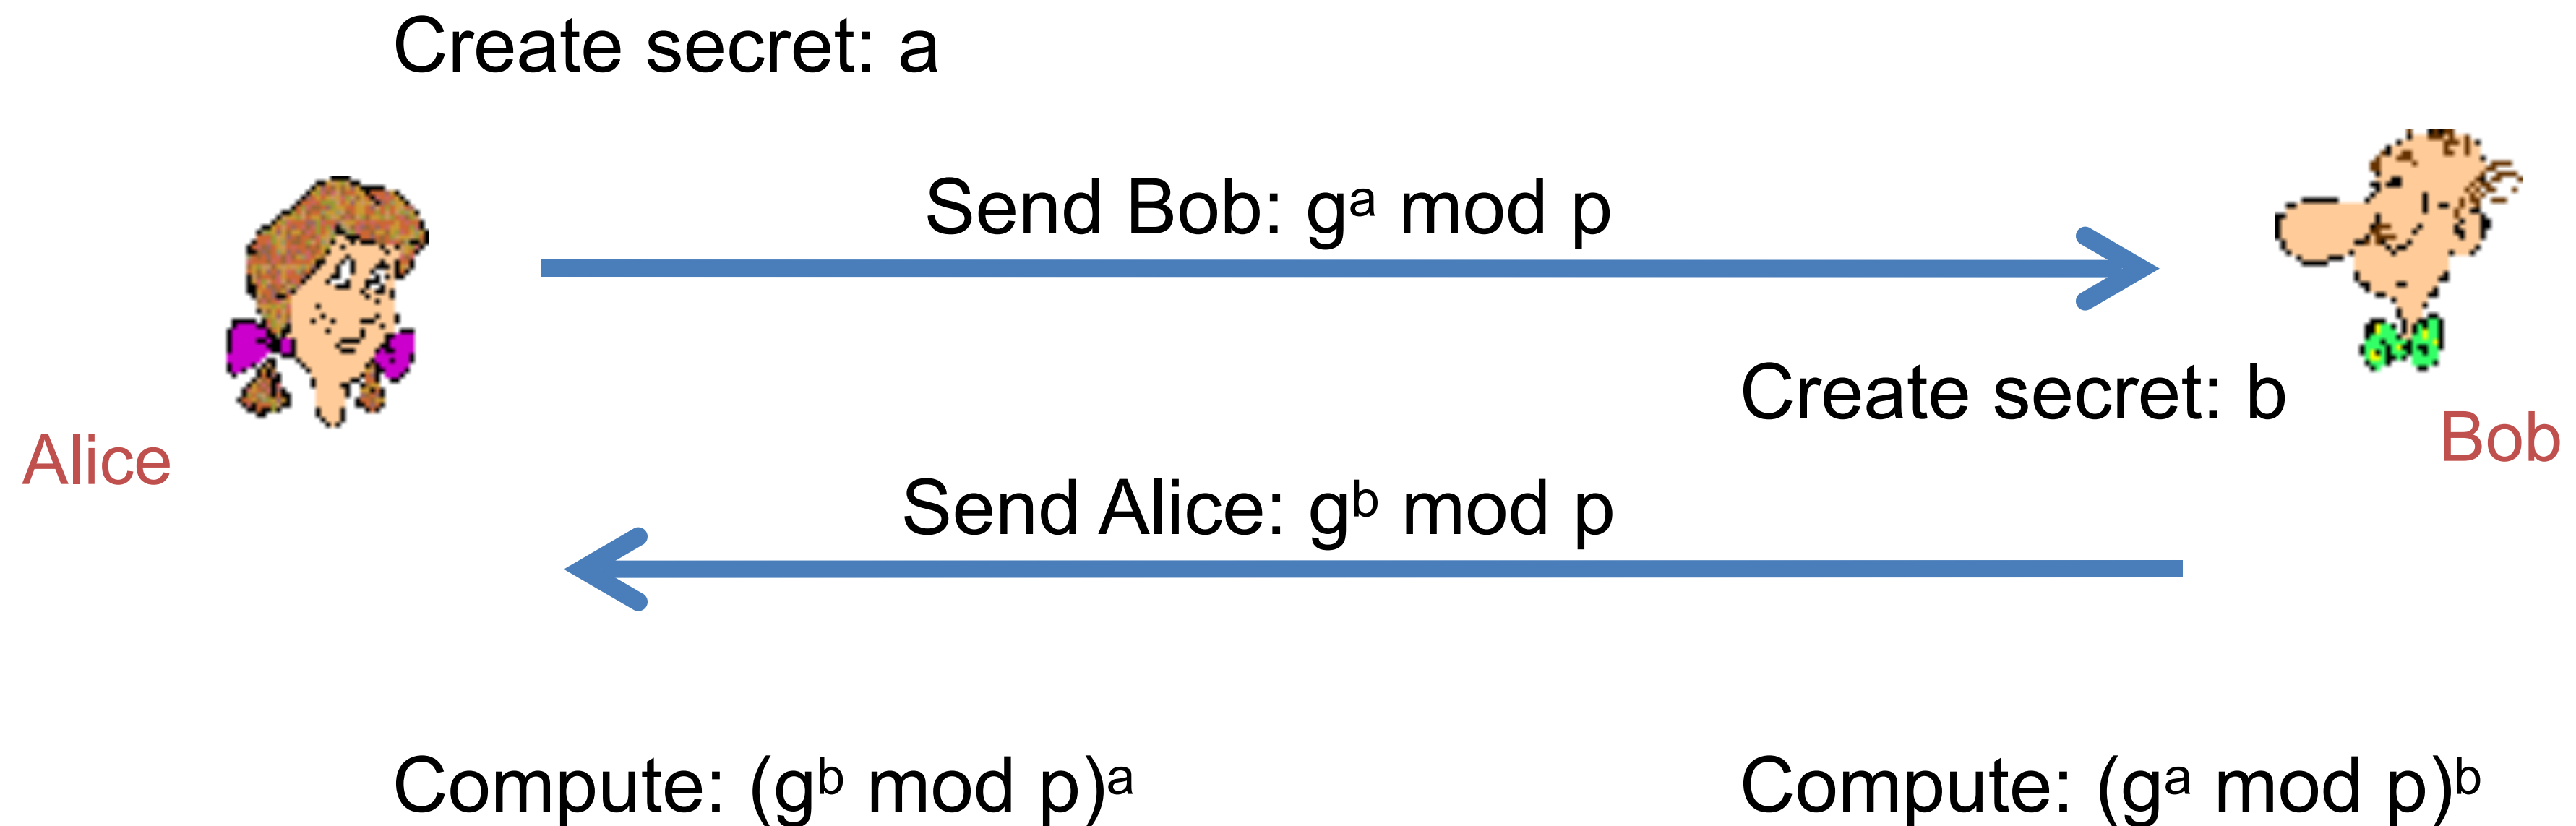 Create secret: a
Send Bob: gᵃ mod p
Create secret: b
Alice
Bob
Send Alice: gᵇ mod p
Compute: (gᵇ mod p)ᵃ
Compute: (gᵃ mod p)ᵇ